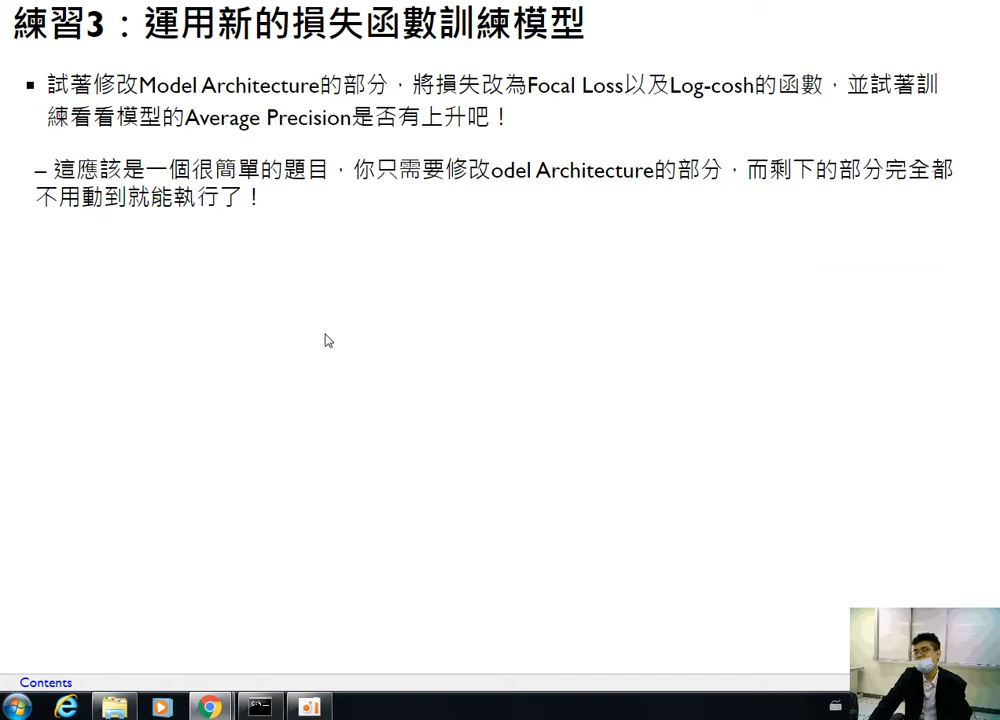 練習3：運用新的損失函數訓練模型
▪ 試著修改Model Architecture的部分，將損失改為Focal Loss以及Log-cosh的函數，並試著訓
練看看模型的Average Precision是否有上升吧！
– 這應該是一個很簡單的題目，你只需要修改odel Architecture的部分，而剩下的部分完全都
不用動到就能執行了！
Contents